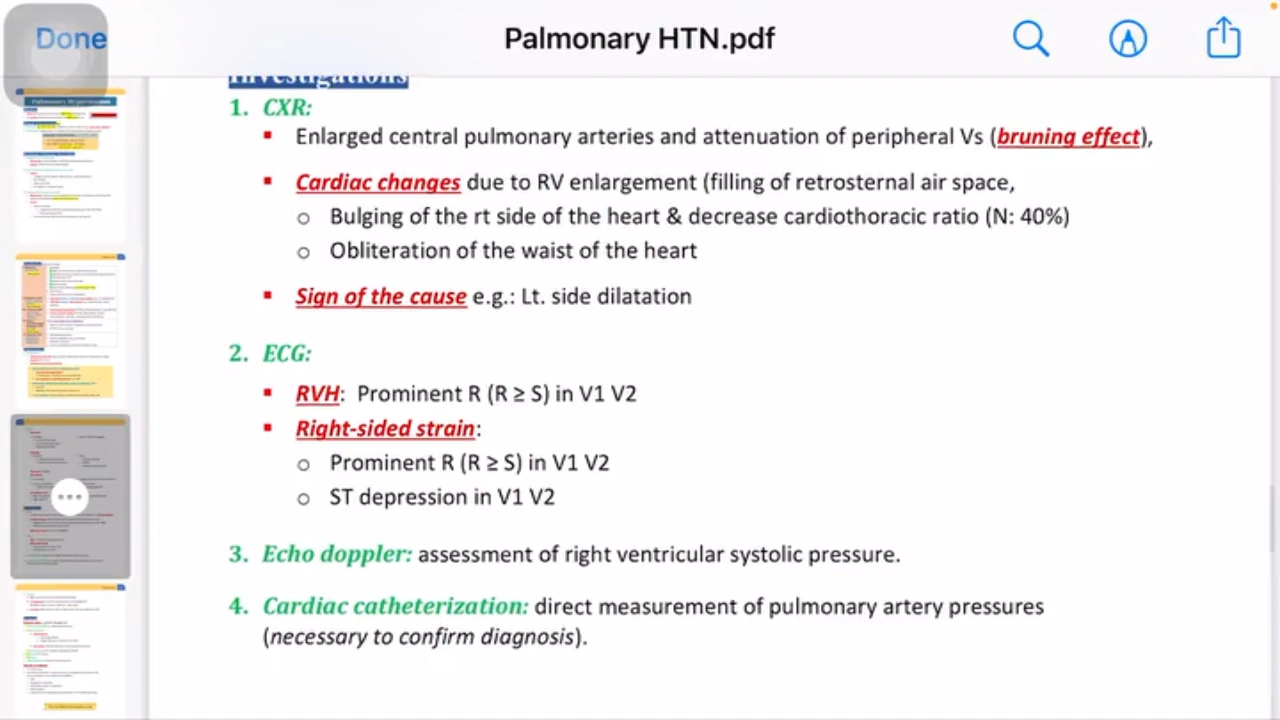 Done
Palmonary HTN.pdf
Investigations
1. CXR:
▪ Enlarged central pulmonary arteries and attenuation of peripheral Vs (bruning effect),
▪ Cardiac changes to RV enlargement (filling of retrosternal air space,
o Bulging of the rt side of the heart & decrease cardiothoracic ratio (N: 40%)
o Obliteration of the waist of the heart
▪ Sign of the cause e.g.: Lt. side dilatation
2. ECG:
▪ RVH: Prominent R (R ≥ S) in V1 V2
▪ Right-sided strain:
o Prominent R (R ≥ S) in V1 V2
o ST depression in V1 V2
3. Echo doppler: assessment of right ventricular systolic pressure.
4. Cardiac catheterization: direct measurement of pulmonary artery pressures
(necessary to confirm diagnosis).